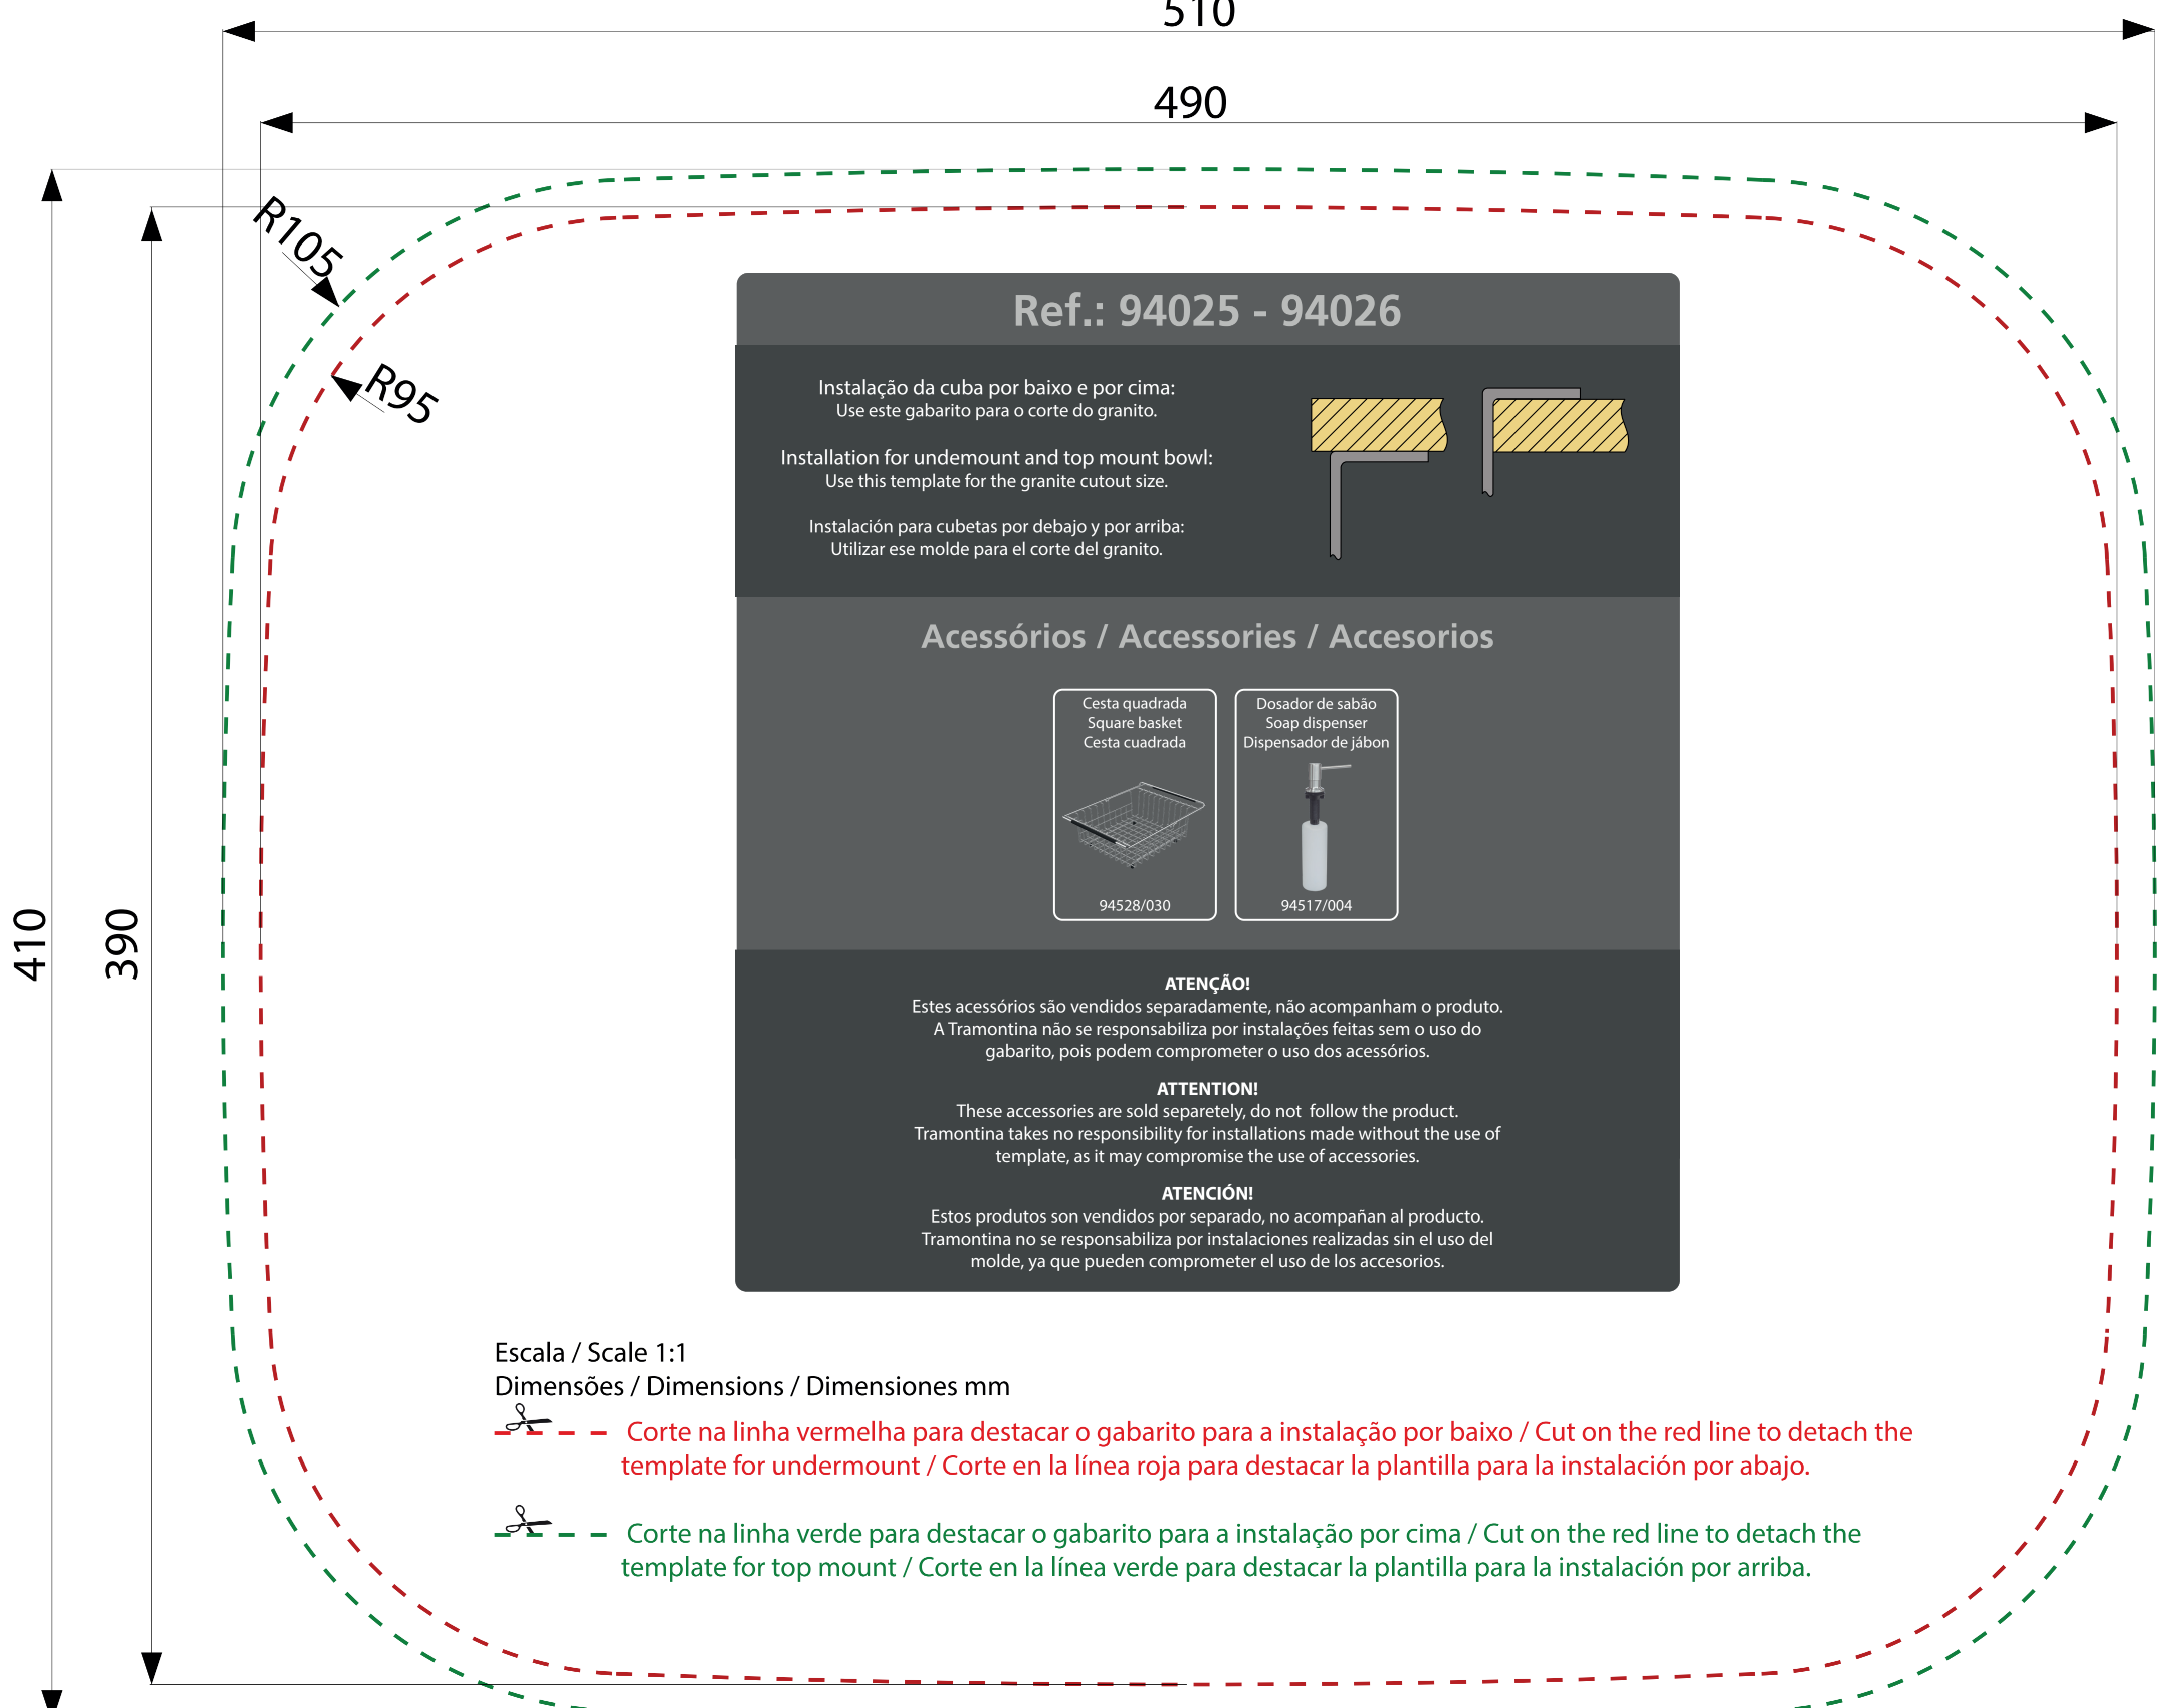 510
490
R105
R95
410
390
Ref.: 94025 - 94026
Instalação da cuba por baixo e por cima:
Use este gabarito para o corte do granito.
Installation for undemount and top mount bowl:
Use this template for the granite cutout size.
Instalación para cubetas por debajo y por arriba:
Utilizar ese molde para el corte del granito.
Acessórios / Accessories / Accesorios
Cesta quadrada
Square basket
Cesta cuadrada
94528/030
Dosador de sabão
Soap dispenser
Dispensador de jábon
94517/004
ATENÇÃO!
Estes acessórios são vendidos separadamente, não acompanham o produto.
A Tramontina não se responsabiliza por instalações feitas sem o uso do
gabarito, pois podem comprometer o uso dos acessórios.
ATTENTION!
These accessories are sold separetely, do not  follow the product.
Tramontina takes no responsibility for installations made without the use of
template, as it may compromise the use of accessories.
ATENCIÓN!
Estos produtos son vendidos por separado, no acompañan al producto.
Tramontina no se responsabiliza por instalaciones realizadas sin el uso del
molde, ya que pueden comprometer el uso de los accesorios.
Escala / Scale 1:1
Dimensões / Dimensions / Dimensiones mm
Corte na linha vermelha para destacar o gabarito para a instalação por baixo / Cut on the red line to detach the
template for undermount / Corte en la línea roja para destacar la plantilla para la instalación por abajo.
Corte na linha verde para destacar o gabarito para a instalação por cima / Cut on the red line to detach the
template for top mount / Corte en la línea verde para destacar la plantilla para la instalación por arriba.